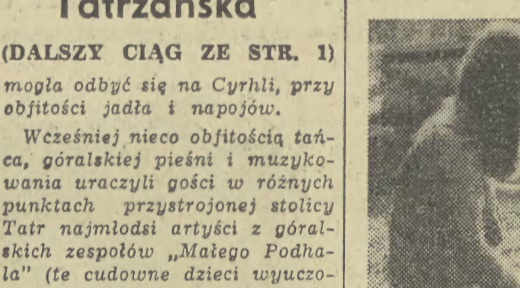 Tatrzańska
(DALSZY CIĄG ZE STR. 1)
mogła odbyć się na Cyrhli, przy
obfitości jadła i napojów.
Wcześniej nieco obfitością tań-
ca, góralskiej pieśni i muzyko-
wania uraczyli gości w różnych
punktach przystrojonej stolicy
Tatr najmłodsi artyści z góral-
skich zespołów „Małego Podha-
la" (te cudowne dzieci wyuczo-